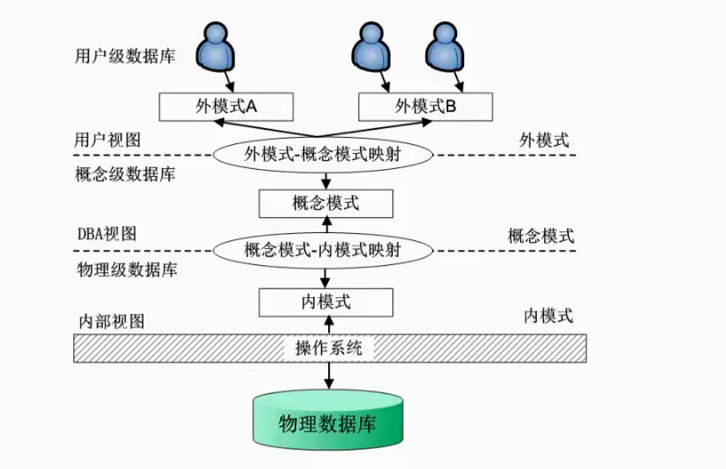 用户级数据库
外模式A
外模式B
用户视图
外模式-概念模式映射
外模式
概念级数据库
概念模式
DBA视图
概念模式-内模式映射
概念模式
物理级数据库
内模式
内部视图
内模式
操作系统
物理数据库